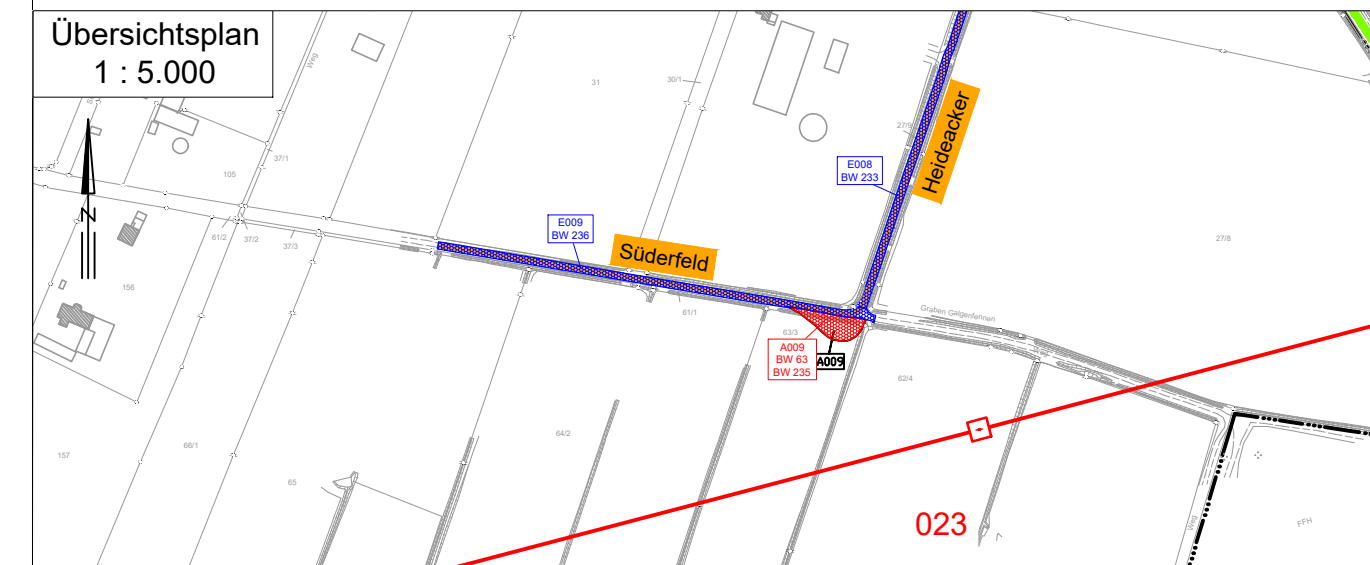 Übersichtsplan
1 : 5.000
Weg
31
30/1
27/9
Heideacker
E008
BW 233
37/1
105
N
61/2
37/2
37/3
E009
BW 236
Süderfeld
27/8
156
61/1
63/3
Graben Galgenfennen
A009
BW 63
BW 235
A009
62/4
64/2
66/1
157
65
023
Weg
FFH